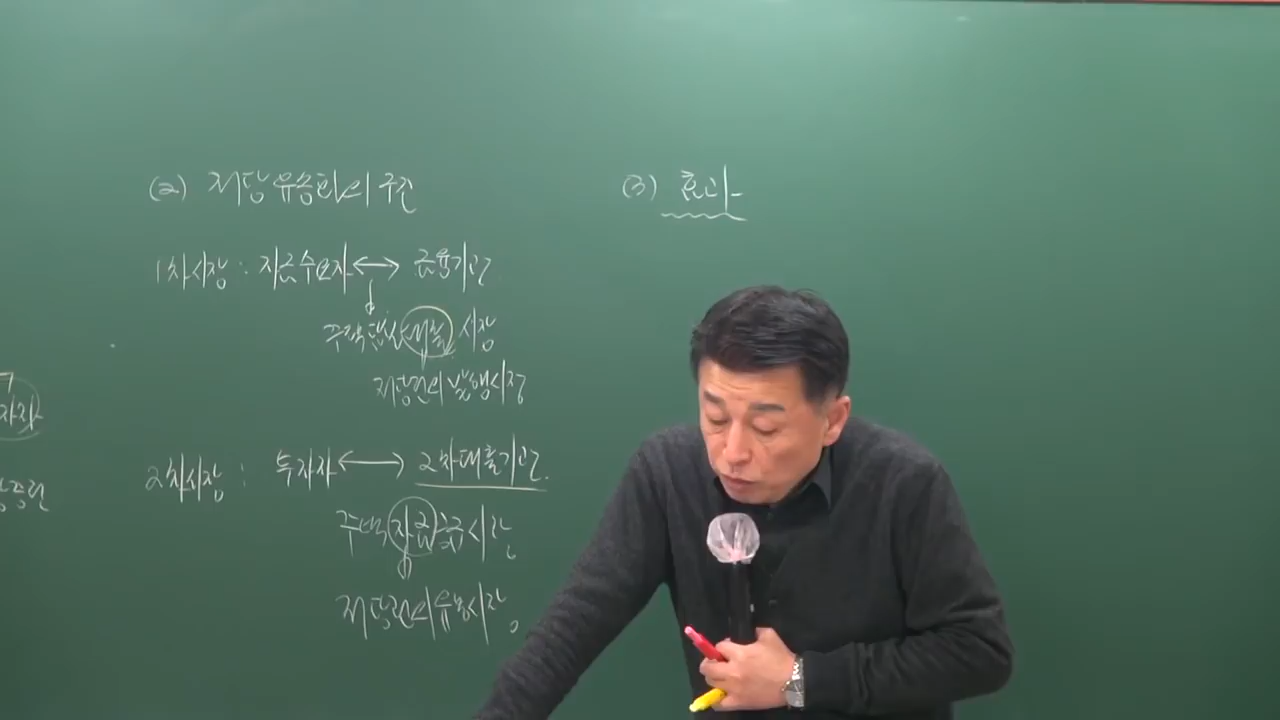 (2) 저당유동화의 구조
1차시장 : 자금수요자 ↔ 금융기관
주택담보대출 시장
저당권의 발행시장
2차시장 : 투자자 ↔ 2차대출기관.
주택자금공급시장
저당권의 유통시장
(3) 효과